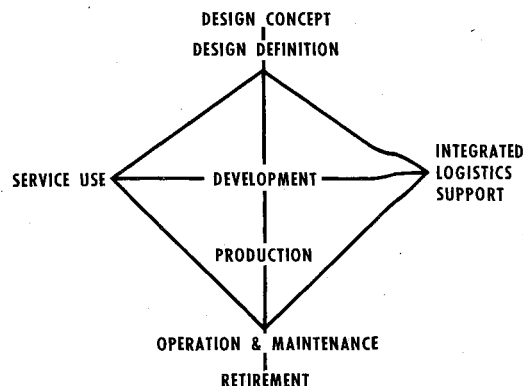 DESIGN CONCEPT
DESIGN DEFINITION
SERVICE USE
DEVELOPMENT
INTEGRATED
LOGISTICS
SUPPORT
PRODUCTION
OPERATION & MAINTENANCE
RETIREMENT